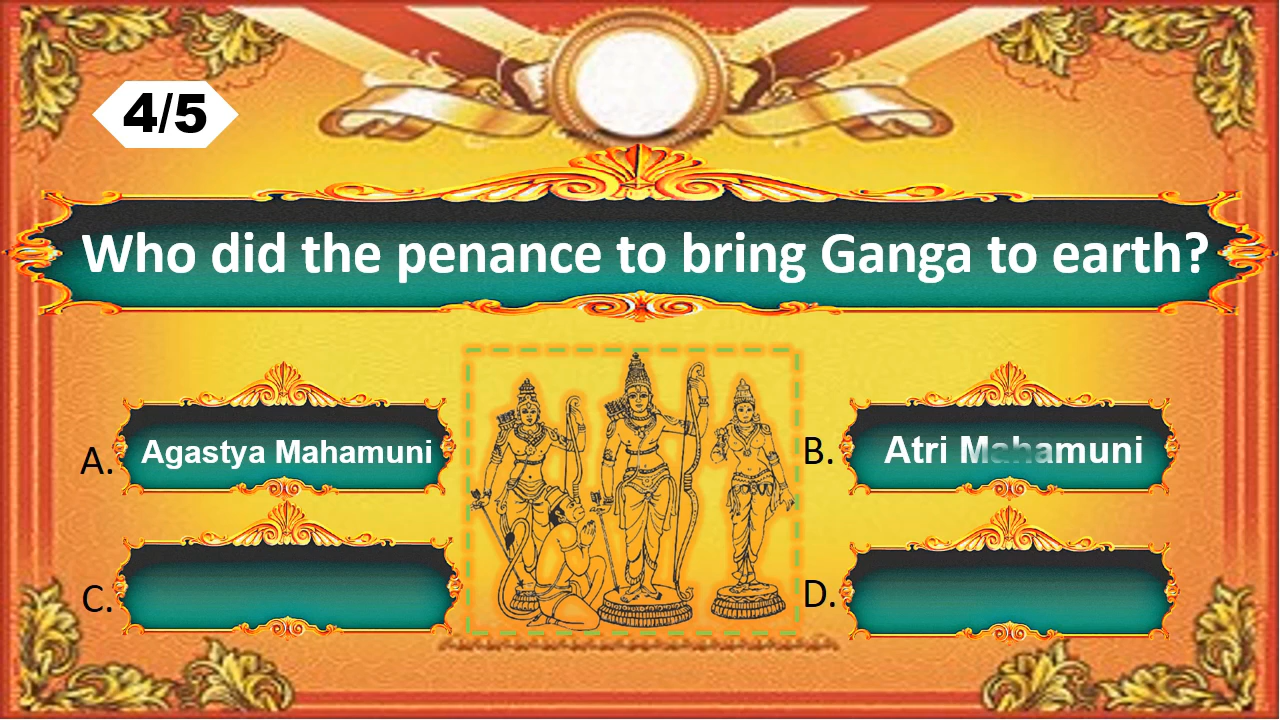 4/5
Who did the penance to bring Ganga to earth?
A. Agastya Mahamuni
B. Atri Mahamuni
C.
D.